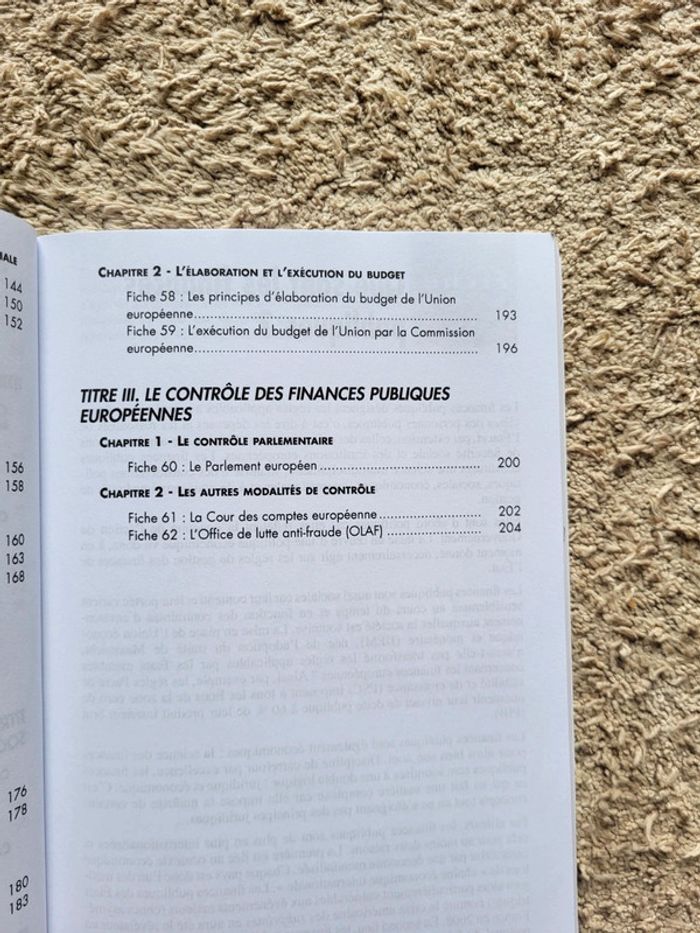 IALE
144
150
152
156
158
160
163
168
176
178
180
183
CHAPITRE 2 - L'ÉLABORATION ET L'EXÉCUTION DU BUDGET
Fiche 58 : Les principes d'élaboration du budget de l'Union
européenne 193
Fiche 59 : L'exécution du budget de l'Union par la Commission
européenne 196
TITRE III. LE CONTRÔLE DES FINANCES PUBLIQUES
EUROPÉENNES
CHAPITRE 1 - LE CONTRÔLE PARLEMENTAIRE
Fiche 60 : Le Parlement européen 200
CHAPITRE 2 - LES AUTRES MODALITÉS DE CONTRÔLE
Fiche 61 : La Cour des comptes européenne 202
Fiche 62 : L'Office de lutte anti-fraude (OLAF) 204